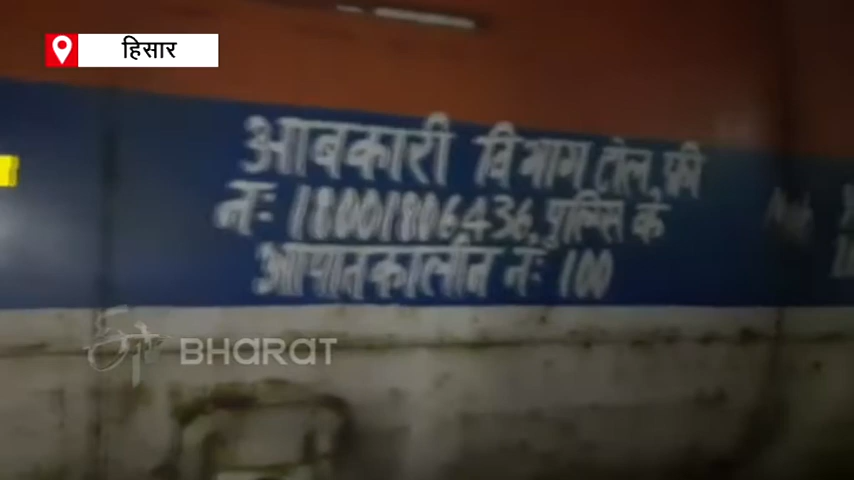 हिसार
आबकारी विभाग टोल फ्री
नः 18001806436, पुलिस के
आपातकालीन नः 100
BHARAT